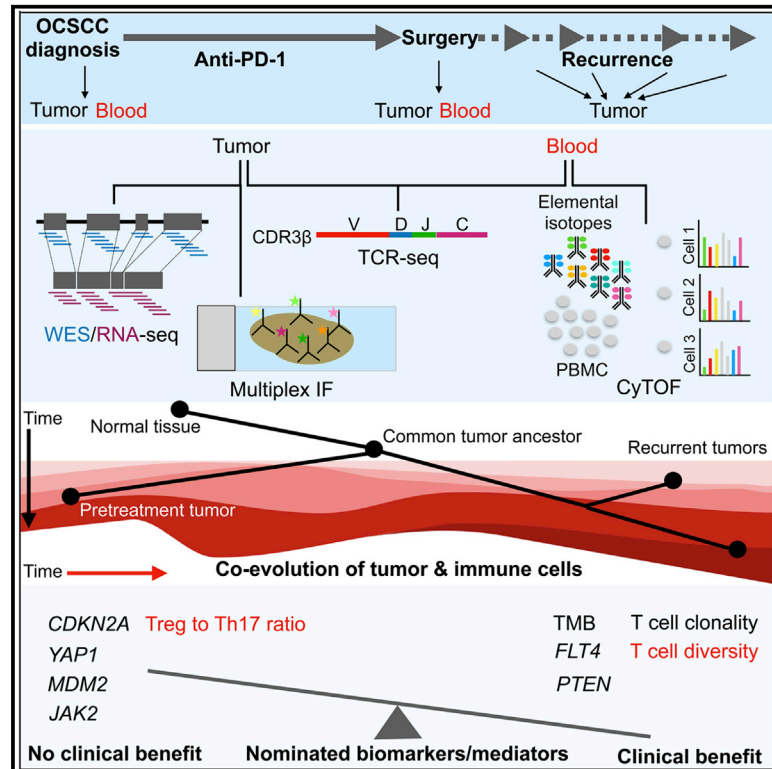 OCSCC
diagnosis
Anti-PD-1
Surgery
Recurrence
Tumor Blood
Tumor Blood
Tumor
Tumor
Blood
CDR3β
V D J C
TCR-seq
WES/RNA-seq
Multiplex IF
Elemental
isotopes
PBMC
Cell 1
Cell 2
Cell 3
CyTOF
Time
Normal tissue
Common tumor ancestor
Recurrent tumors
Pretreatment tumor
Time
Co-evolution of tumor & immune cells
CDKN2A Treg to Th17 ratio
YAP1
MDM2
JAK2
TMB T cell clonality
FLT4 T cell diversity
PTEN
No clinical benefit
Nominated biomarkers/mediators
Clinical benefit